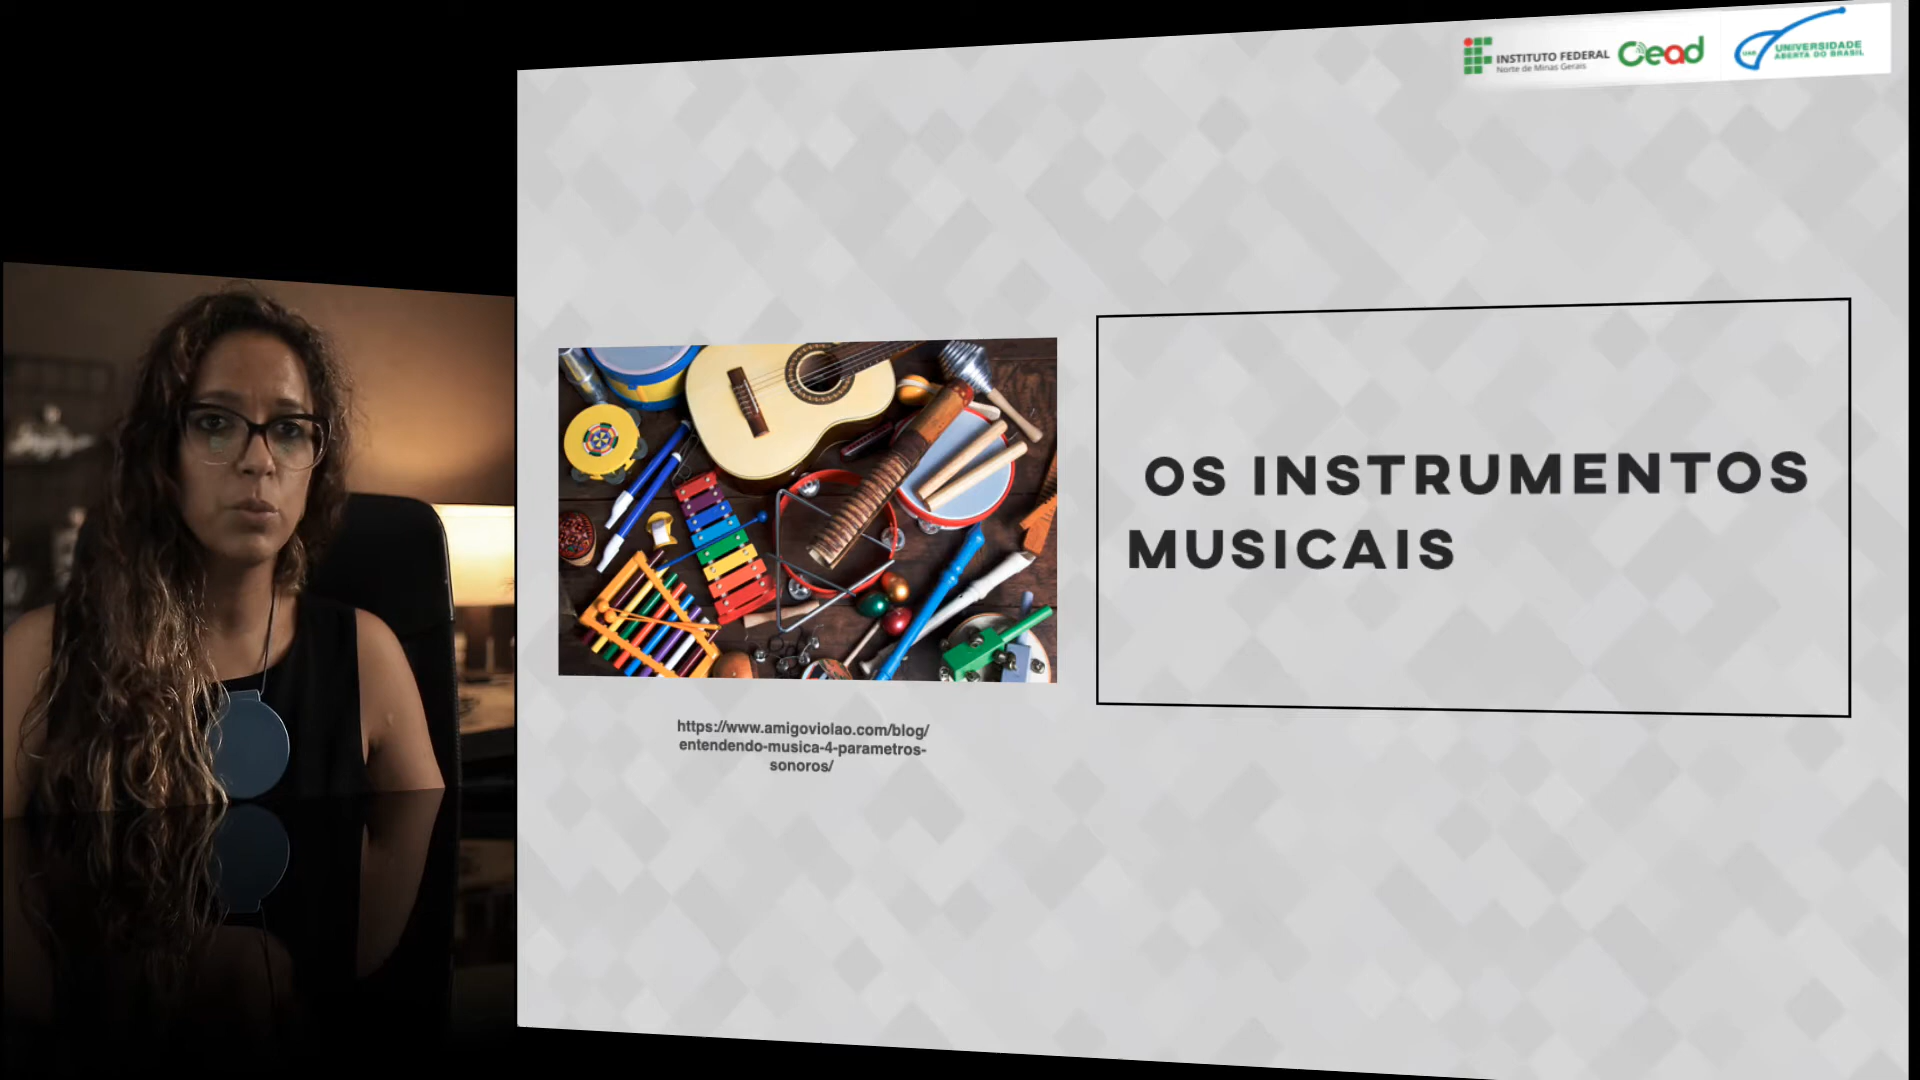 INSTITUTO FEDERAL
Norte de Minas Gerais
Cead
UAB
UNIVERSIDADE
ABERTA DO BRASIL
OS INSTRUMENTOS
MUSICAIS
https://www.amigoviolao.com/blog/
entendendo-musica-4-parametros-
sonoros/